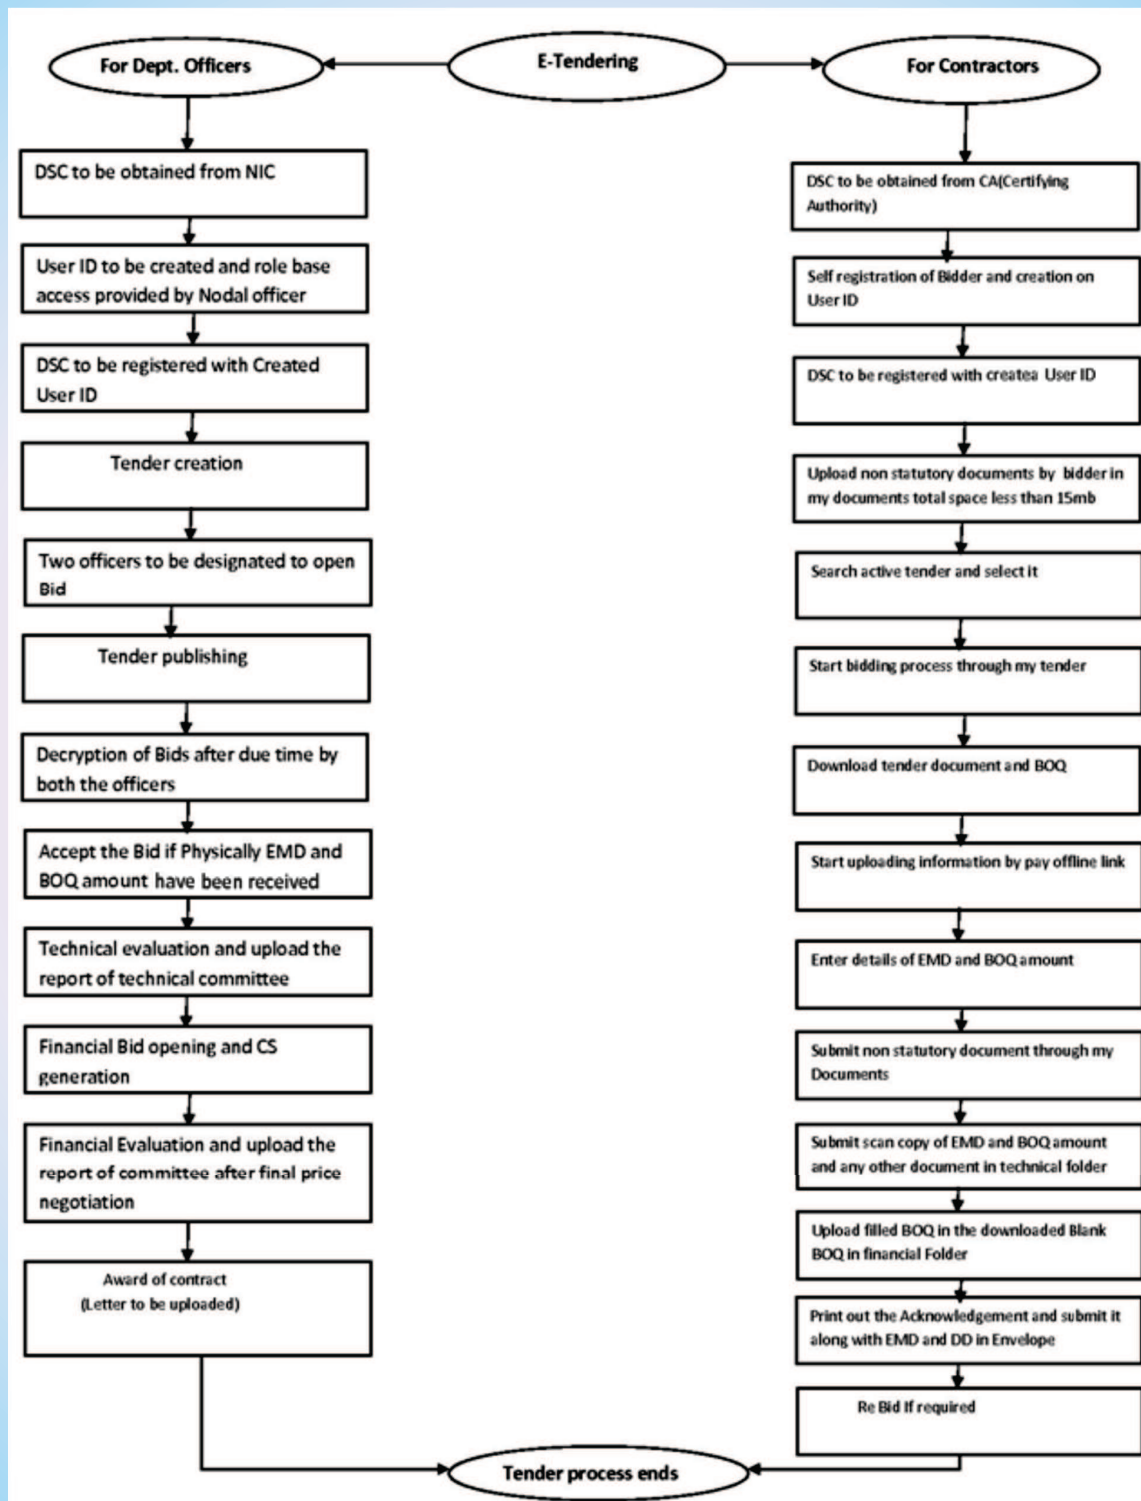 E-Tendering
For Dept. Officers
DSC to be obtained from NIC
User ID to be created and role base
access provided by Nodal officer
DSC to be registered with Created
User ID
Tender creation
Two officers to be designated to open
Bid
Tender publishing
Decryption of Bids after due time by
both the officers
Accept the Bid if Physically EMD and
BOQ amount have been received
Technical evaluation and upload the
report of technical committee
Financial Bid opening and CS
generation
Financial Evaluation and upload the
report of committee after final price
negotiation
Award of contract
(Letter to be uploaded)
For Contractors
DSC to be obtained from CA(Certifying
Authority)
Self registration of Bidder and creation on
User ID
DSC to be registered with createa User ID
Upload non statutory documents by bidder in
my documents total space less than 15mb
Search active tender and select it
Start bidding process through my tender
Download tender document and BOQ
Start uploading information by pay offline link
Enter details of EMD and BOQ amount
Submit non statutory document through my
Documents
Submit scan copy of EMD and BOQ amount
and any other document in technical folder
Upload filled BOQ in the downloaded Blank
BOQ in financial Folder
Print out the Acknowledgement and submit it
along with EMD and DD in Envelope
Re Bid If required
Tender process ends